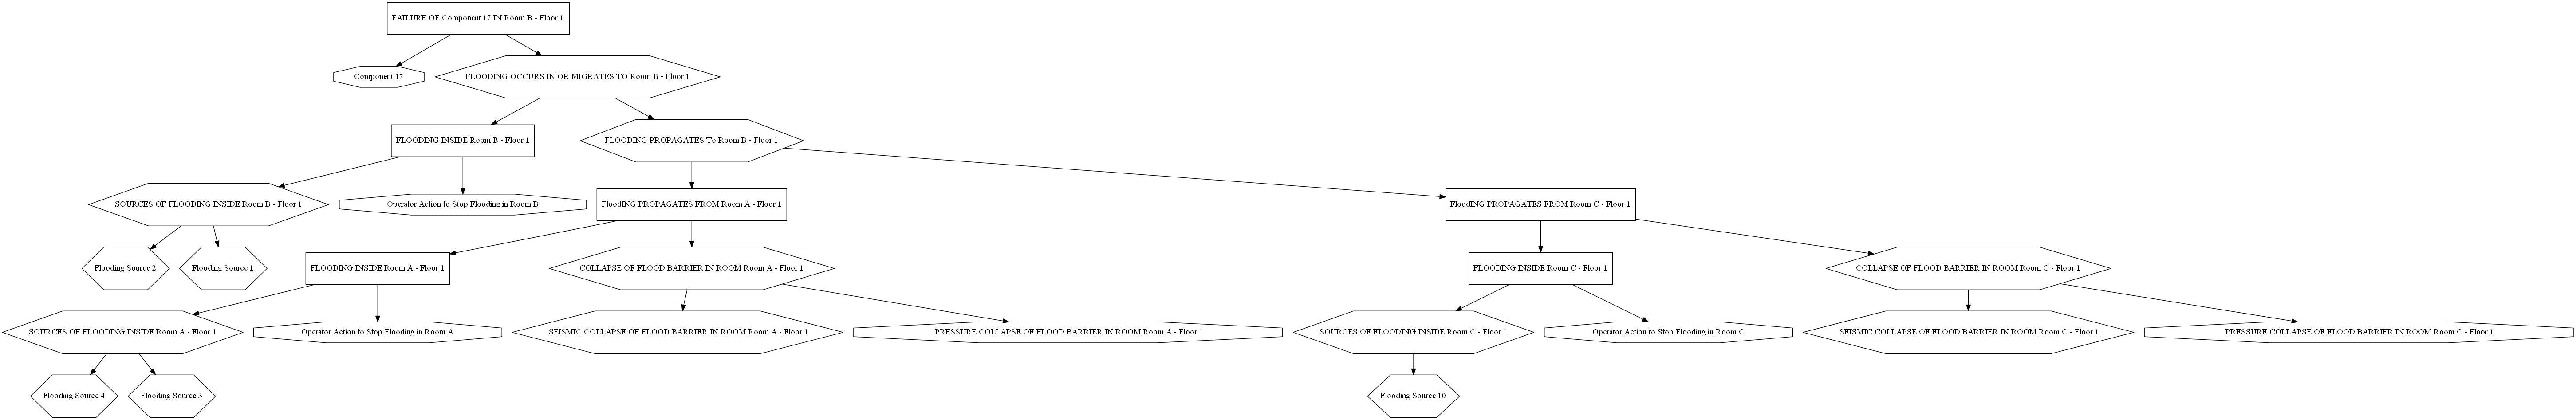 FAILURE OF Component 17 IN Room B - Floor 1
Component 17
FLOODING OCCURS IN OR MIGRATES TO Room B - Floor 1
FLOODING INSIDE Room B - Floor 1
FLOODING PROPAGATES To Room B - Floor 1
SOURCES OF FLOODING INSIDE Room B - Floor 1
Operator Action to Stop Flooding in Room B
FloodING PROPAGATES FROM Room A - Floor 1
FloodING PROPAGATES FROM Room C - Floor 1
Flooding Source 2
Flooding Source 1
FLOODING INSIDE Room A - Floor 1
COLLAPSE OF FLOOD BARRIER IN ROOM Room A - Floor 1
FLOODING INSIDE Room C - Floor 1
COLLAPSE OF FLOOD BARRIER IN ROOM Room C - Floor 1
SOURCES OF FLOODING INSIDE Room A - Floor 1
Operator Action to Stop Flooding in Room A
SEISMIC COLLAPSE OF FLOOD BARRIER IN ROOM Room A - Floor 1
PRESSURE COLLAPSE OF FLOOD BARRIER IN ROOM Room A - Floor 1
SOURCES OF FLOODING INSIDE Room C - Floor 1
Operator Action to Stop Flooding in Room C
SEISMIC COLLAPSE OF FLOOD BARRIER IN ROOM Room C - Floor 1
PRESSURE COLLAPSE OF FLOOD BARRIER IN ROOM Room C - Floor 1
Flooding Source 4
Flooding Source 3
Flooding Source 10